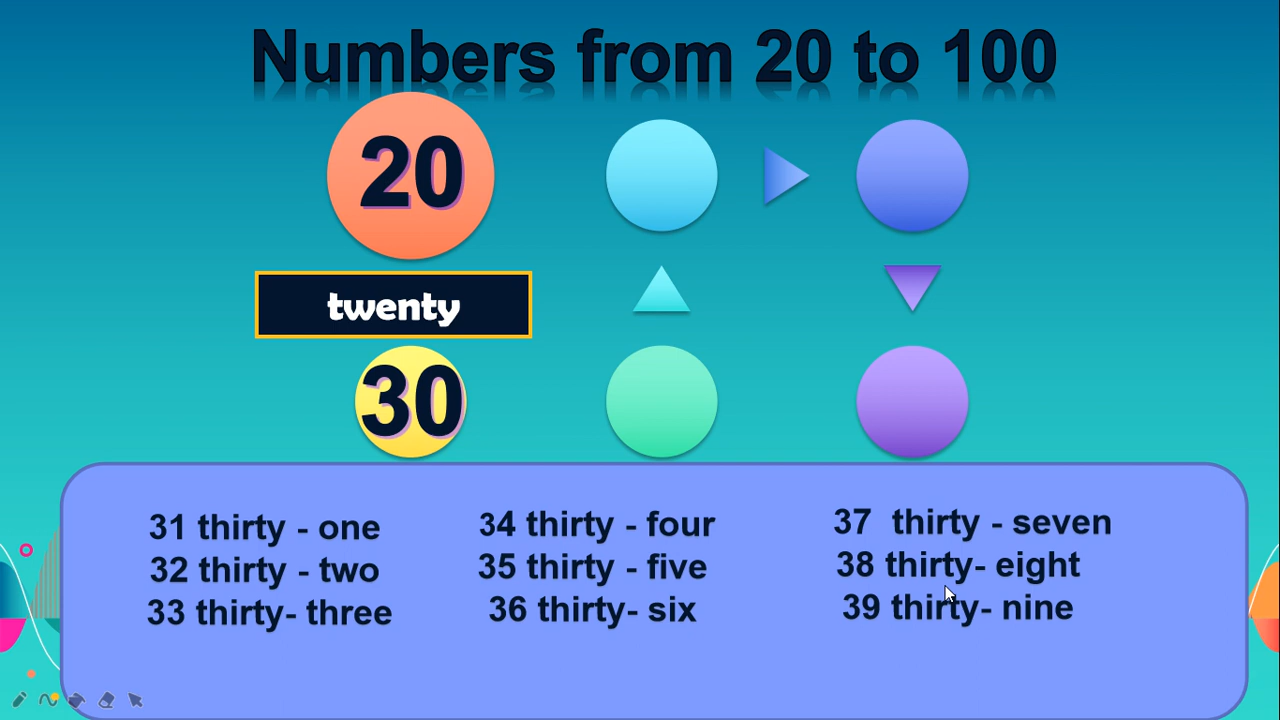 Numbers from 20 to 100
20
twenty
30
31 thirty - one
32 thirty - two
33 thirty- three
34 thirty - four
35 thirty - five
36 thirty- six
37  thirty - seven
38 thirty- eight
39 thirty- nine